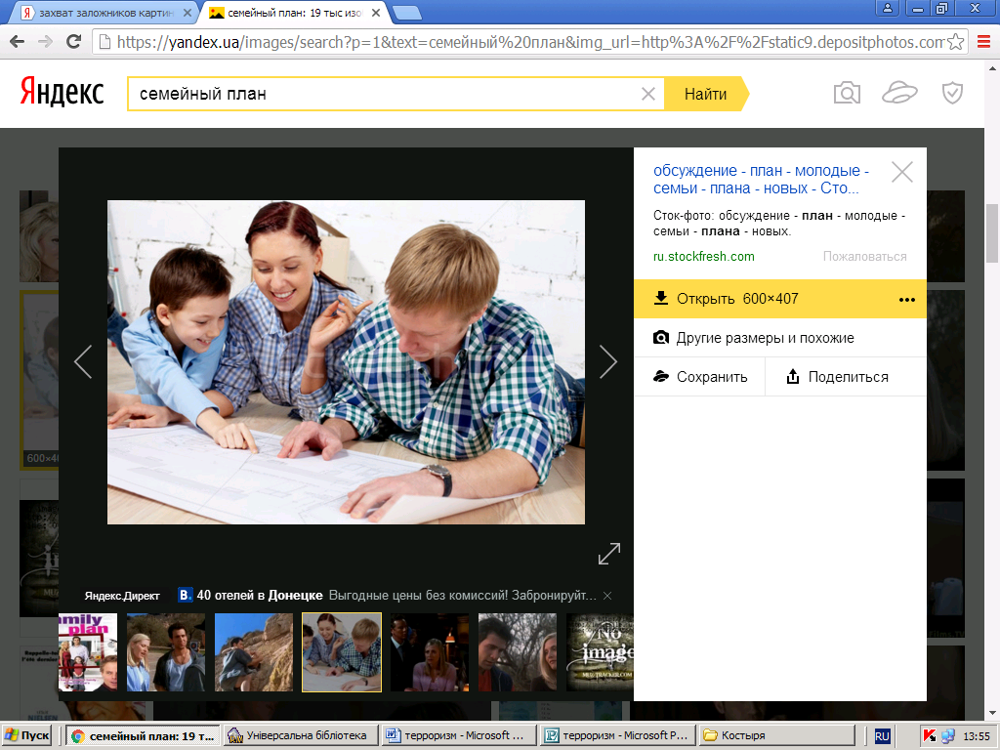 захват заложников картин
семейный план: 19 тыс изо
https://yandex.ua/images/search?p=1&text=семейный%20план&img_url=http%3A%2F%2Fstatic9.depositphotos.com
Яндекс
семейный план
Найти
обсуждение - план - молодые -
семьи - плана - новых - Сто...
Сток-фото: обсуждение - план - молодые -
семьи - плана - новых.
ru.stockfresh.com
Пожаловаться
Открыть 600×407
Другие размеры и похожие
Сохранить
Поделиться
600×40
Яндекс.Директ
B. 40 отелей в Донецке Выгодные цены без комиссий! Забронируйт...
family
plan
No
image
Пуск
семейный план: 19 т...
Універсальна бібліотека
терроризм - Microsoft ...
терроризм - Microsoft P...
Костыря
RU
13:55